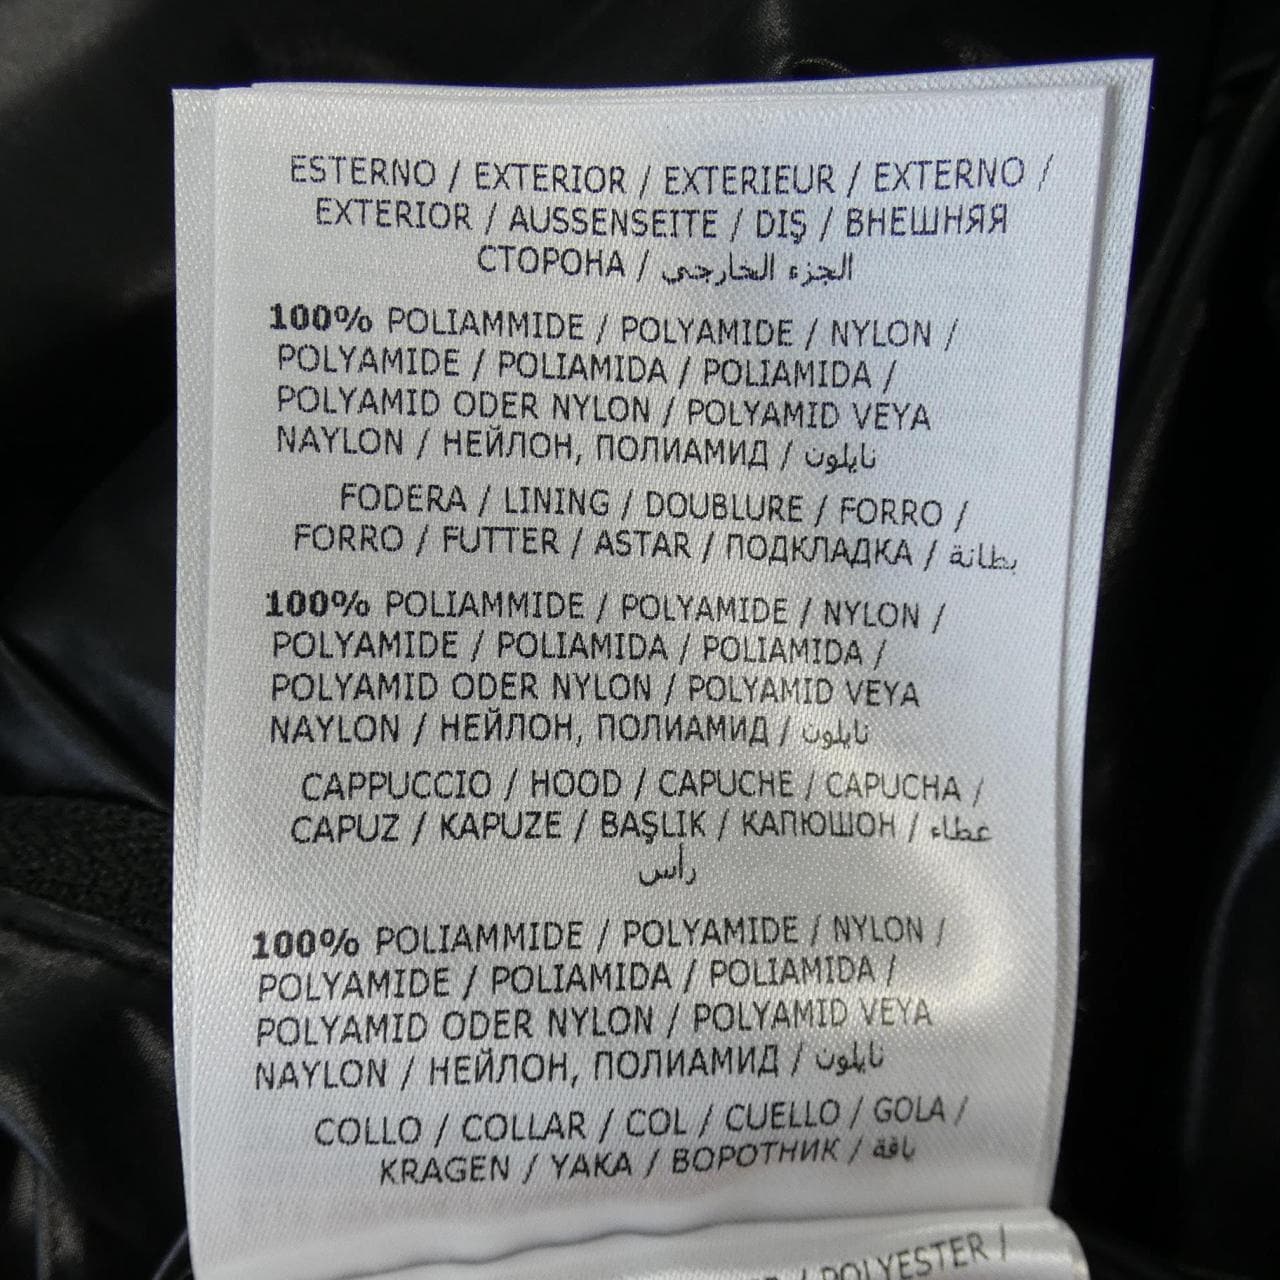 ESTERNO / EXTERIOR / EXTERIEUR / EXTERNO /
EXTERIOR / AUSSENSEITE / DIŞ / ВНЕШНЯЯ
СТОРОНА / الجزء الخارجي
100% POLIAMMIDE / POLYAMIDE / NYLON /
POLYAMIDE / POLIAMIDA / POLIAMIDA /
POLYAMID ODER NYLON / POLYAMID VEYA
NAYLON / НЕЙЛОН, ПОЛИАМИД / نايلون
FODERA / LINING / DOUBLURE / FORRO /
FORRO / FUTTER / ASTAR / ПОДКЛАДКА / بطانة
100% POLIAMMIDE / POLYAMIDE / NYLON /
POLYAMIDE / POLIAMIDA / POLIAMIDA /
POLYAMID ODER NYLON / POLYAMID VEYA
NAYLON / НЕЙЛОН, ПОЛИАМИД / نايلون
CAPPUCCIO / HOOD / CAPUCHE / CAPUCHA /
CAPUZ / KAPUZE / BAŞLIK / КАПЮШОН / عطاء
رأس
100% POLIAMMIDE / POLYAMIDE / NYLON /
POLYAMIDE / POLIAMIDA / POLIAMIDA /
POLYAMID ODER NYLON / POLYAMID VEYA
NAYLON / НЕЙЛОН, ПОЛИАМИД / نايلون
COLLO / COLLAR / COL / CUELLO / GOLA /
KRAGEN / YAKA / ВОРОТНИК / ياقة
/ POLYESTER /